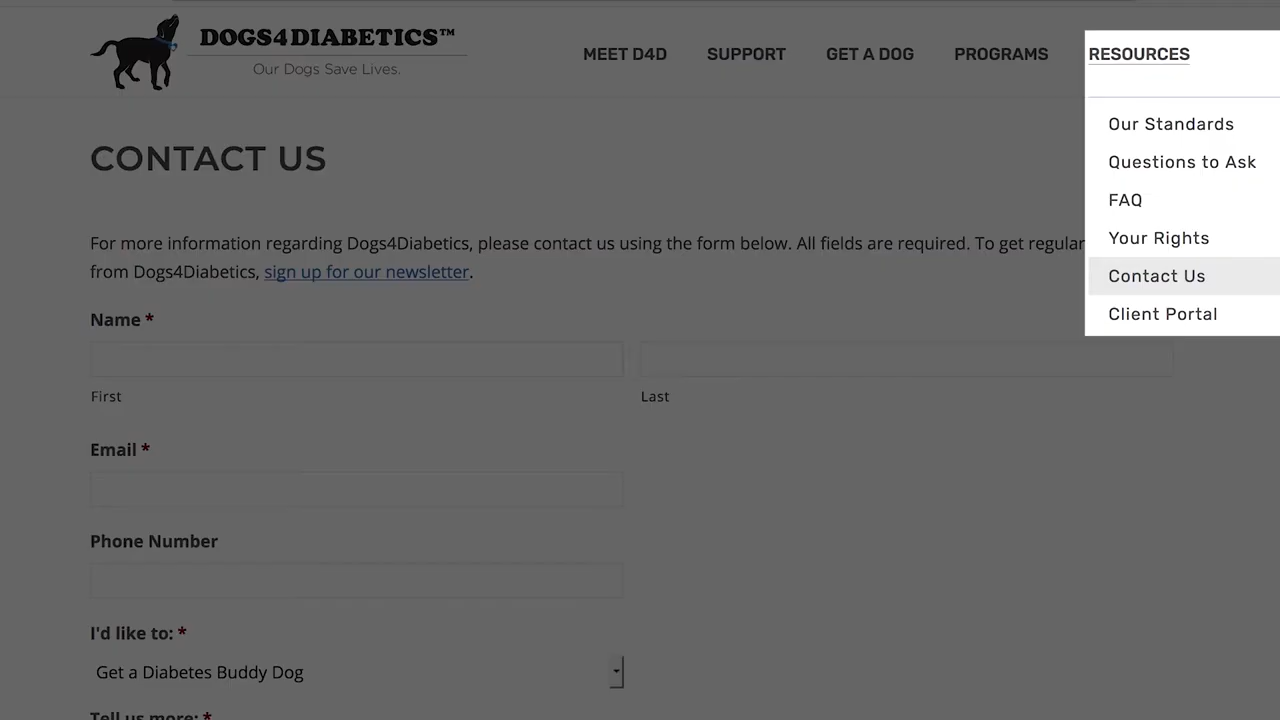 DOGS4DIABETICS™
Our Dogs Save Lives.
MEET D4D SUPPORT GET A DOG PROGRAMS RESOURCES
Our Standards
Questions to Ask
FAQ
Your Rights
Contact Us
Client Portal
CONTACT US
For more information regarding Dogs4Diabetics, please contact us using the form below. All fields are required. To get regular
from Dogs4Diabetics, sign up for our newsletter.
Name *
First Last
Email *
Phone Number
I'd like to: *
Get a Diabetes Buddy Dog
Tell us more: *